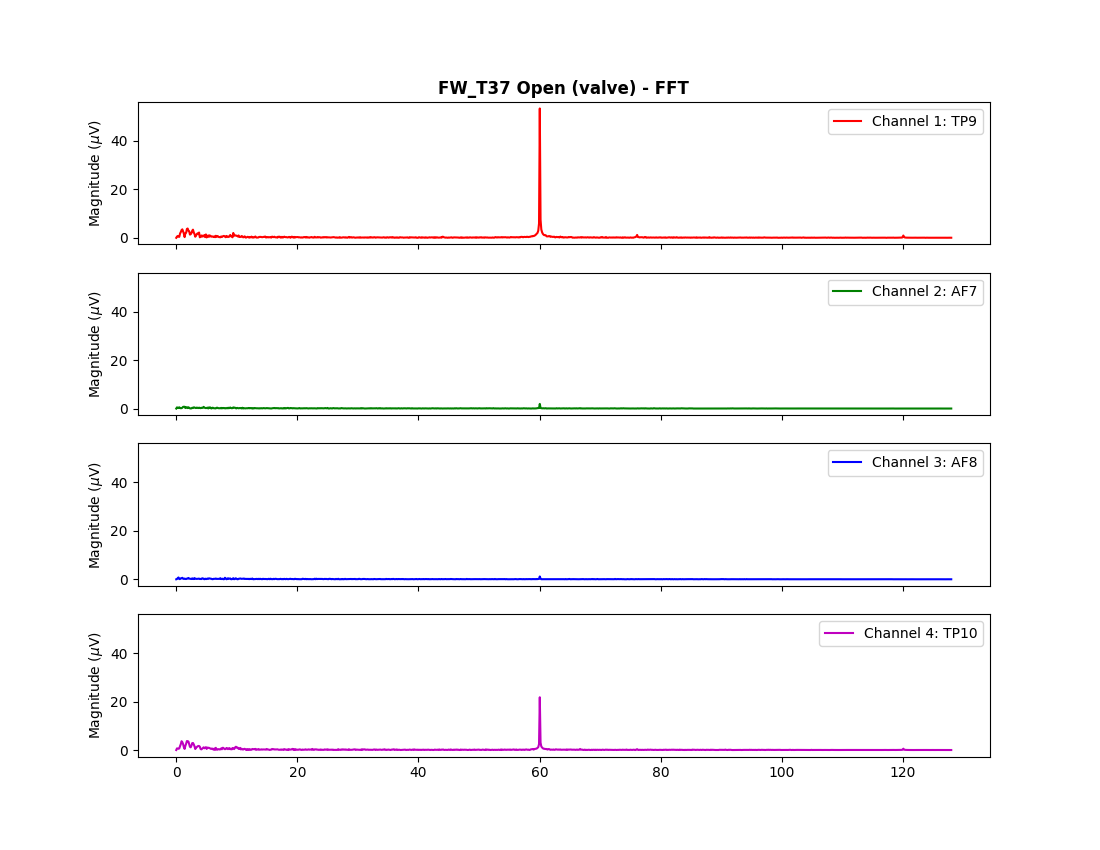 FW_T37 Open (valve) - FFT
Magnitude (μV)
40
20
0
Channel 1: TP9
Magnitude (μV)
40
20
0
Channel 2: AF7
Magnitude (μV)
40
20
0
Channel 3: AF8
Magnitude (μV)
40
20
0
Channel 4: TP10
0 20 40 60 80 100 120